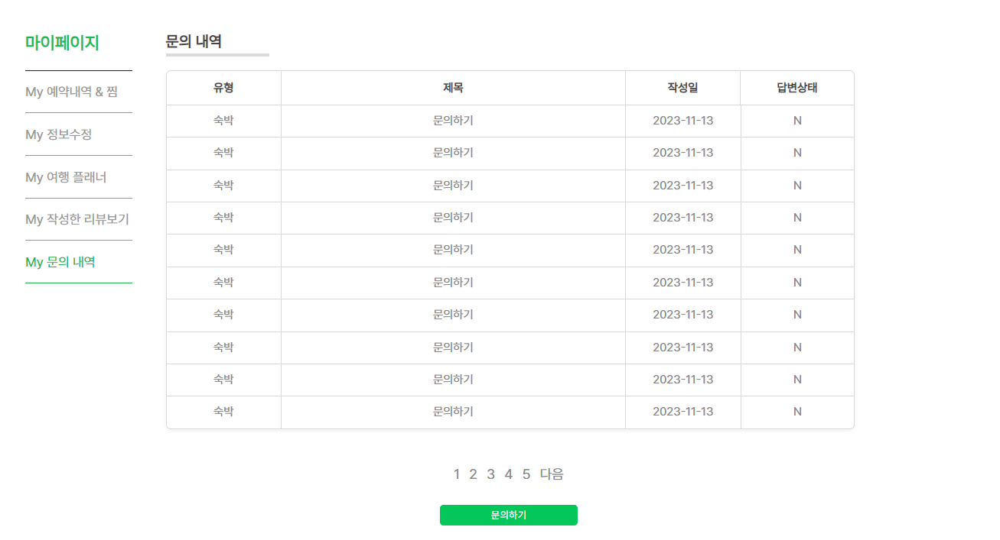 마이페이지
My 예약내역 & 찜
My 정보수정
My 여행 플래너
My 작성한 리뷰보기
My 문의 내역
문의 내역
유형 제목 작성일 답변상태
숙박 문의하기 2023-11-13 N
숙박 문의하기 2023-11-13 N
숙박 문의하기 2023-11-13 N
숙박 문의하기 2023-11-13 N
숙박 문의하기 2023-11-13 N
숙박 문의하기 2023-11-13 N
숙박 문의하기 2023-11-13 N
숙박 문의하기 2023-11-13 N
숙박 문의하기 2023-11-13 N
숙박 문의하기 2023-11-13 N
1 2 3 4 5 다음
문의하기